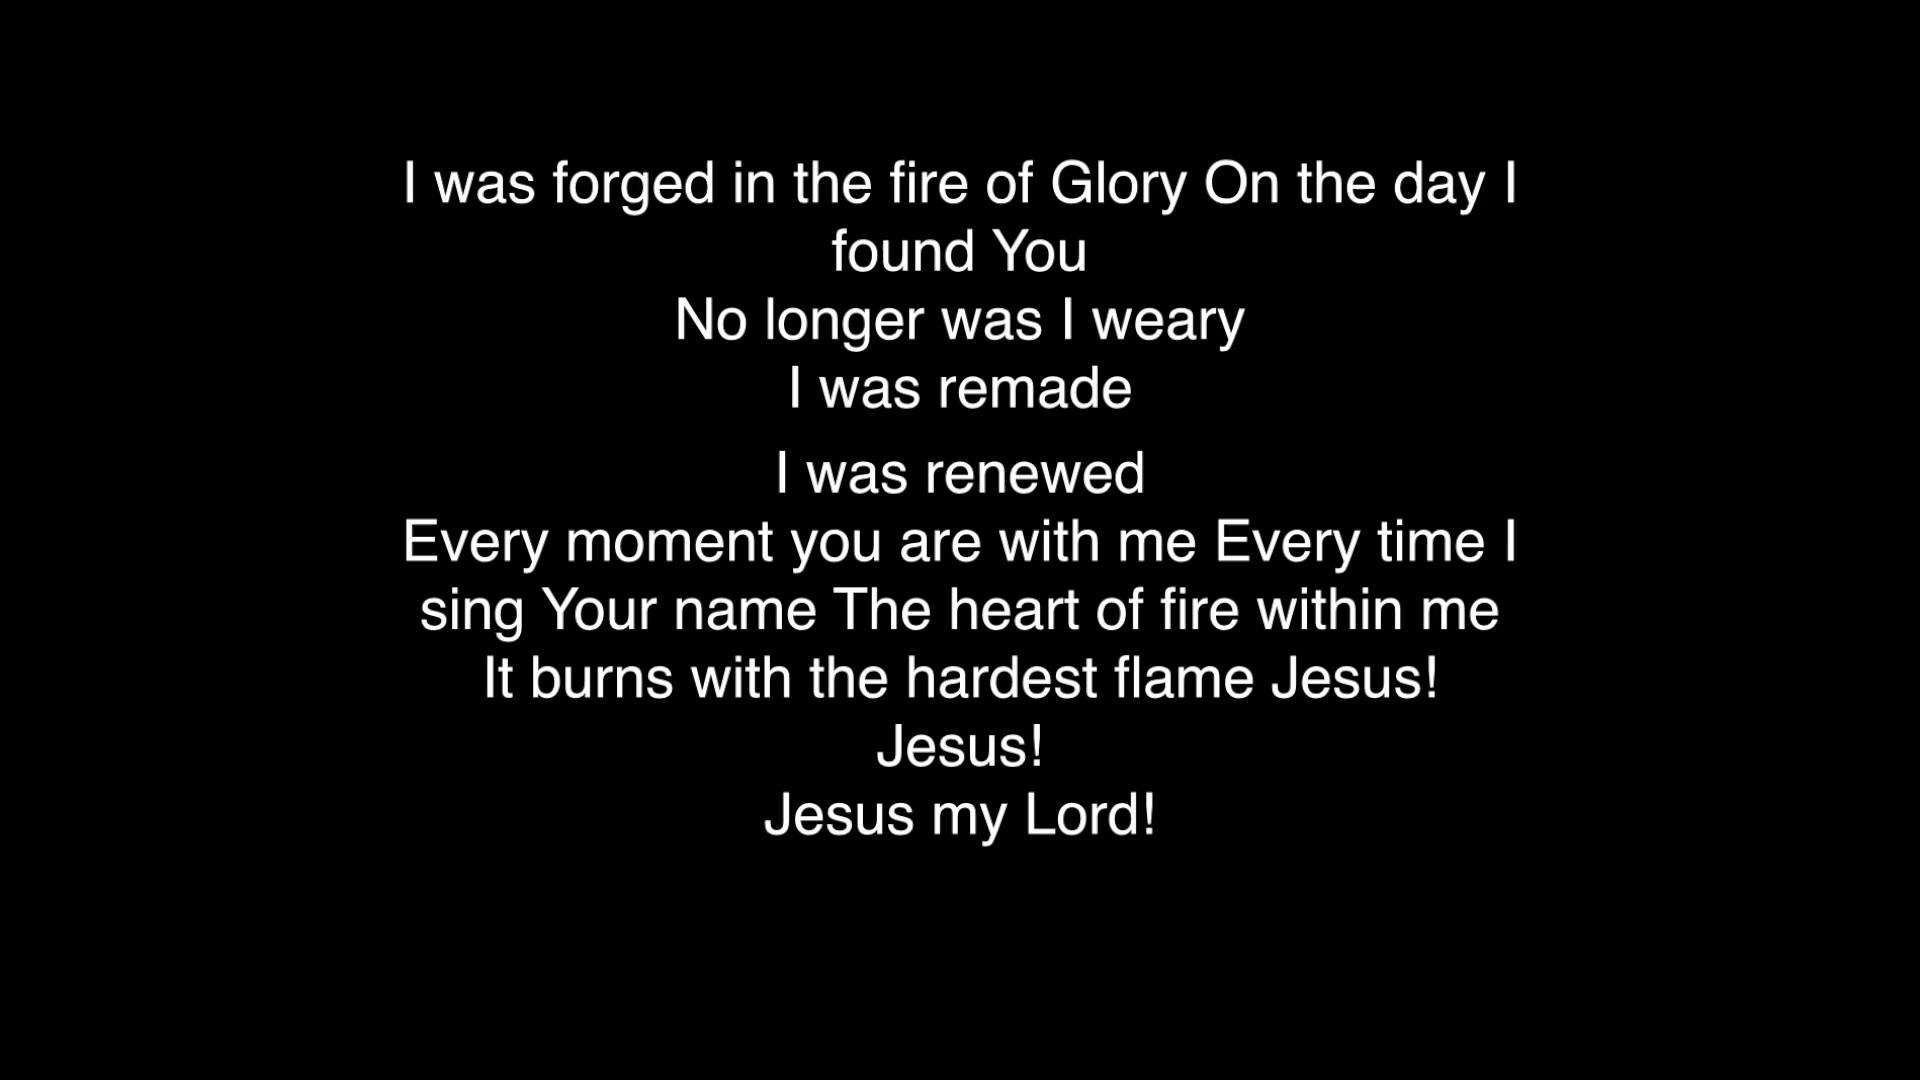 I was forged in the fire of Glory On the day I
found You
No longer was I weary
I was remade
I was renewed
Every moment you are with me Every time I
sing Your name The heart of fire within me
It burns with the hardest flame Jesus!
Jesus!
Jesus my Lord!